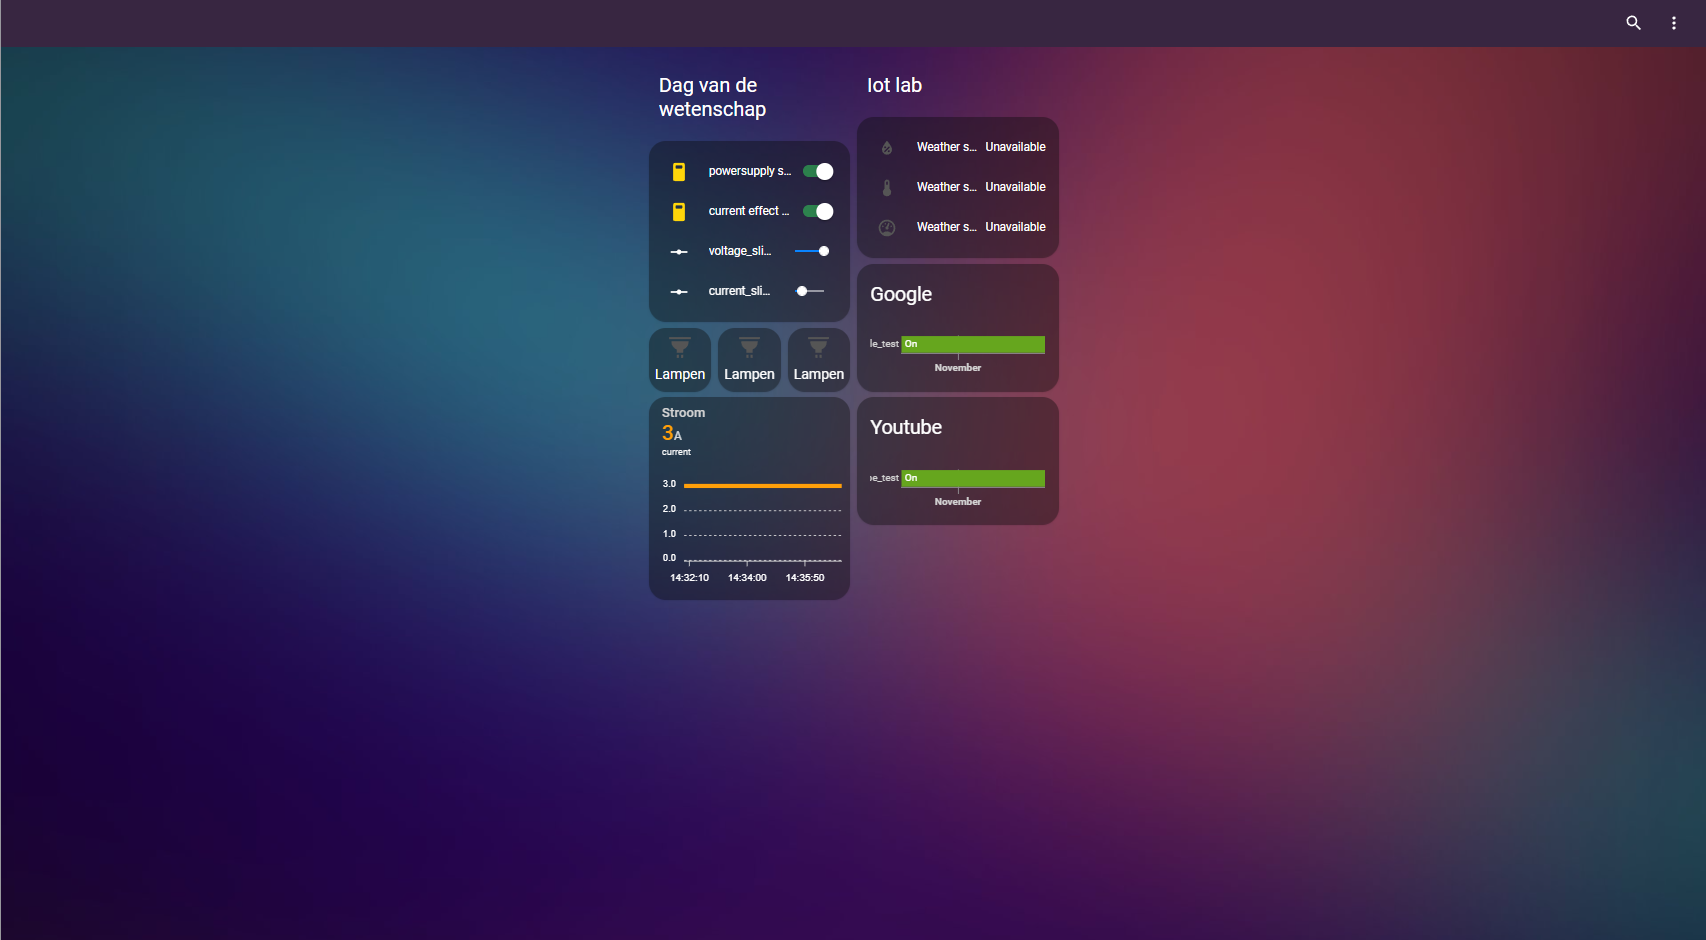 Dag van de
wetenschap
powersupply s...
current effect ...
voltage_sli...
current_sli...
Lampen Lampen Lampen
Stroom
3A
current
3.0
2.0
1.0
0.0
14:32:10 14:34:00 14:35:50
Iot lab
Weather s... Unavailable
Weather s... Unavailable
Weather s... Unavailable
Google
le_test On
November
Youtube
be_test On
November